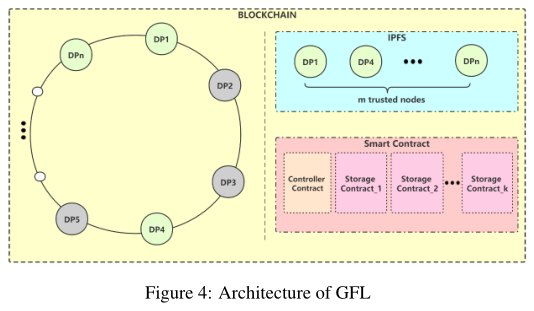 BLOCKCHAIN
DPn
DP1
DP2
DP3
DP4
DP5
IPFS
DP1
DP4
DPn
m trusted nodes
Smart Contract
Controller
Contract
Storage
Contract_1
Storage
Contract_2
Storage
Contract_k
Figure 4: Architecture of GFL